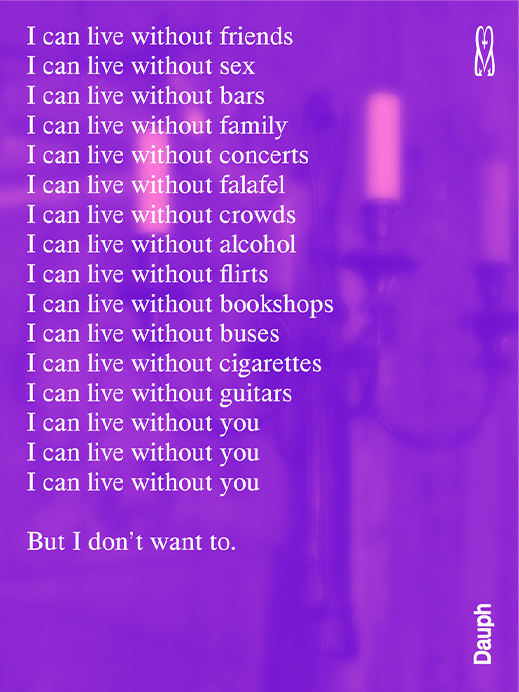 I can live without friends
I can live without sex
I can live without bars
I can live without family
I can live without concerts
I can live without falafel
I can live without crowds
I can live without alcohol
I can live without flirts
I can live without bookshops
I can live without buses
I can live without cigarettes
I can live without guitars
I can live without you
I can live without you
I can live without you
But I don’t want to.
Dauph